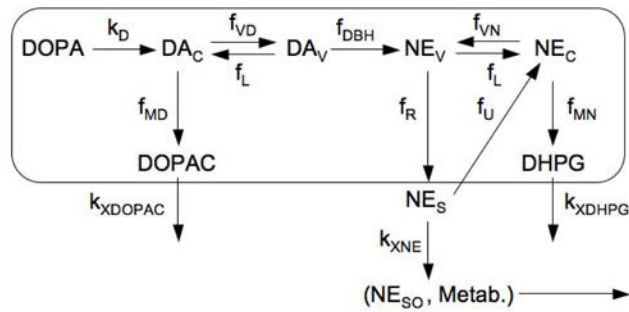 k_D f_VD f_DBH f_VN
DOPA DA_C DA_V NE_V NE_C
f_L f_L
f_MD f_R f_U f_MN
DOPAC DHPG
k_XDOPAC NE_S k_XDHPG
k_XNE
(NE_SO, Metab.)